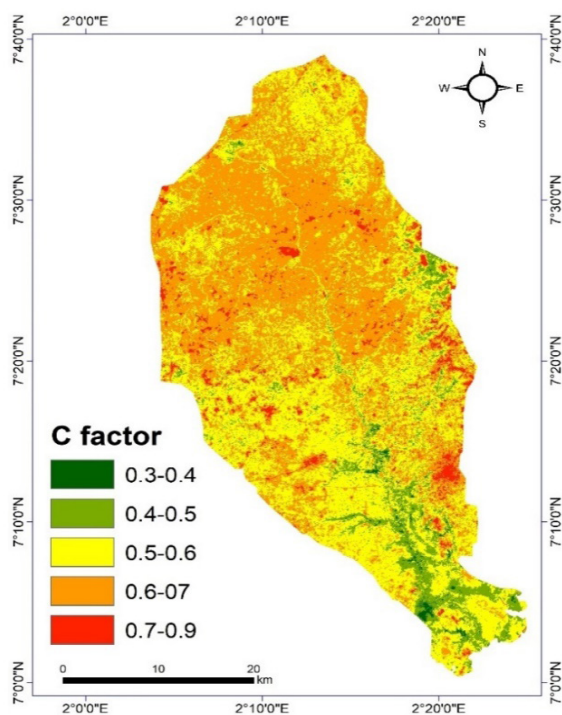 2°0'0"E 2°10'0"E 2°20'0"E
7°40'0"N 7°40'0"N
N
W E
S
7°30'0"N 7°30'0"N
7°20'0"N 7°20'0"N
C factor
0.3-0.4
0.4-0.5
0.5-0.6
0.6-07
0.7-0.9
7°10'0"N 7°10'0"N
0 10 20
km
7°0'0"N 7°0'0"N
2°0'0"E 2°10'0"E 2°20'0"E